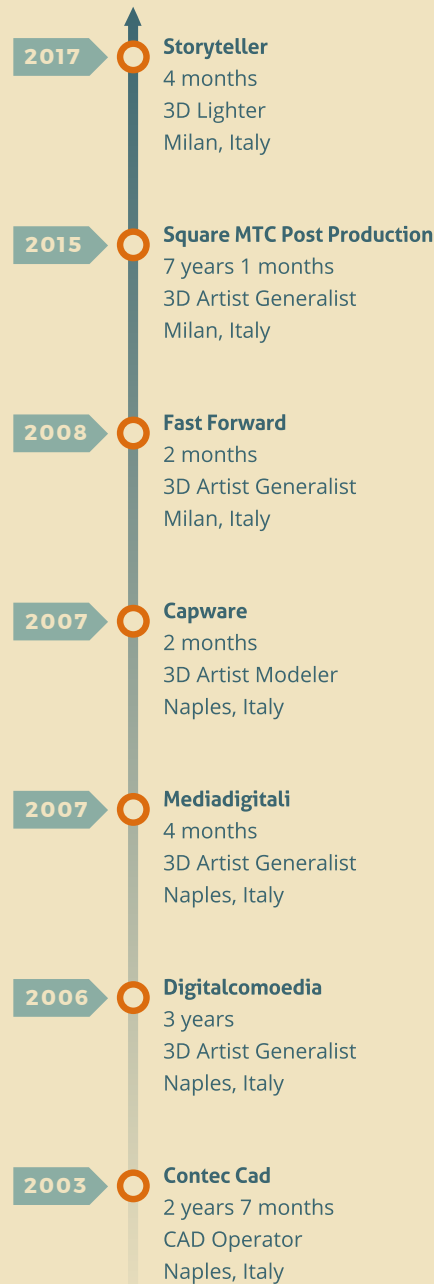 2017
Storyteller
4 months
3D Lighter
Milan, Italy
2015
Square MTC Post Production
7 years 1 months
3D Artist Generalist
Milan, Italy
2008
Fast Forward
2 months
3D Artist Generalist
Milan, Italy
2007
Capware
2 months
3D Artist Modeler
Naples, Italy
2007
Mediadigitali
4 months
3D Artist Generalist
Naples, Italy
2006
Digitalcomoedia
3 years
3D Artist Generalist
Naples, Italy
2003
Contec Cad
2 years 7 months
CAD Operator
Naples, Italy